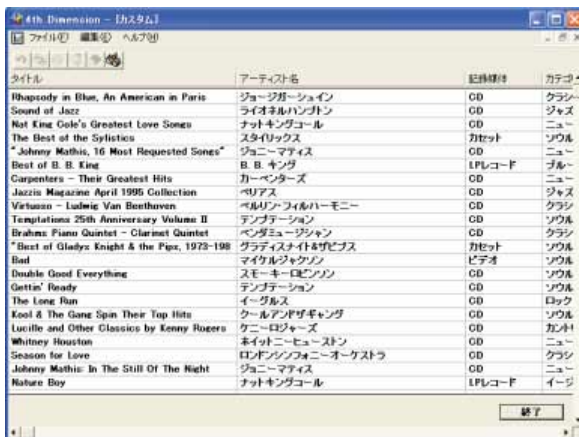 4th Dimension - [カスタム]
ファイル(F) 編集(E) ヘルプ(H)
タイトル アーティスト名 記録媒体 カテゴリ
Rhapsody in Blue, An American in Paris ジョージガーシュイン CD クラシ
Sound of Jazz ライオネルハンプトン CD ジャズ
Nat King Cole's Greatest Love Songs ナットキングコール CD ニュー
The Best of the Sylistics スタイリックス カセット ソウル
"Johnny Mathis, 16 Most Requested Songs" ジョニーマティス CD ニュー
Best of B. B. King B. B. キング LPレコード ブルー
Carpenters - Their Greatest Hits カーペンターズ CD ニュー
Jazzis Magazine April 1995 Collection ベリアス CD ジャズ
Virtuoso - Ludwig Van Beethoven ベルリン・フィルハーモニー CD クラシ
Temptations 25th Anniversary Volume II テンプテーション CD ソウル
Brahms Piano Quintet - Clarinet Quintet ベンダミュージシャン CD クラシ
"Best of Gladys Knight & the Pips, 1973-198 グラディスナイト&ザピプス カセット ソウル
Bad マイケルジャクソン ビデオ ソウル
Double Good Everything スモーキーロビンソン CD ソウル
Gettin' Ready テンプテーション CD ソウル
The Long Run イーグルス CD ロック
Kool & The Gang Spin Their Top Hits クールアンドザギャング CD ソウル
Lucille and Other Classics by Kenny Rogers ケニーロジャーズ CD カント
Whitney Houston ホイットニーヒューストン CD ニュー
Season for Love ロンドンシンフォニーオーケストラ CD クラシ
Johnny Mathis: In The Still Of The Night ジョニーマティス CD ニュー
Nature Boy ナットキングコール LPレコード イージ
終了